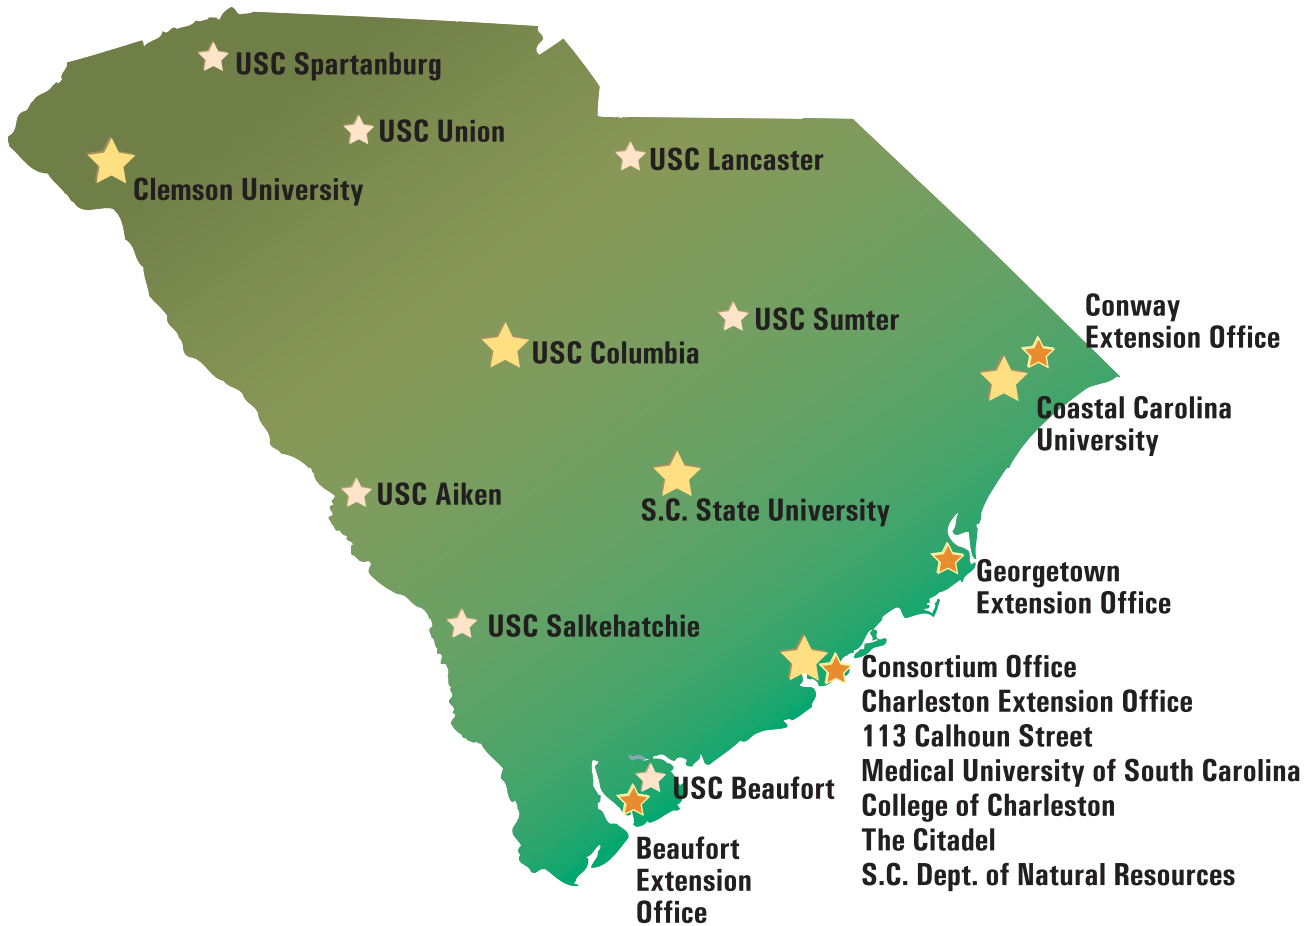 USC Spartanburg
USC Union
USC Lancaster
Clemson University
Conway
Extension Office
USC Sumter
USC Columbia
Coastal Carolina
University
USC Aiken
S.C. State University
Georgetown
Extension Office
USC Salkehatchie
Consortium Office
Charleston Extension Office
113 Calhoun Street
Medical University of South Carolina
College of Charleston
The Citadel
S.C. Dept. of Natural Resources
USC Beaufort
Beaufort
Extension
Office